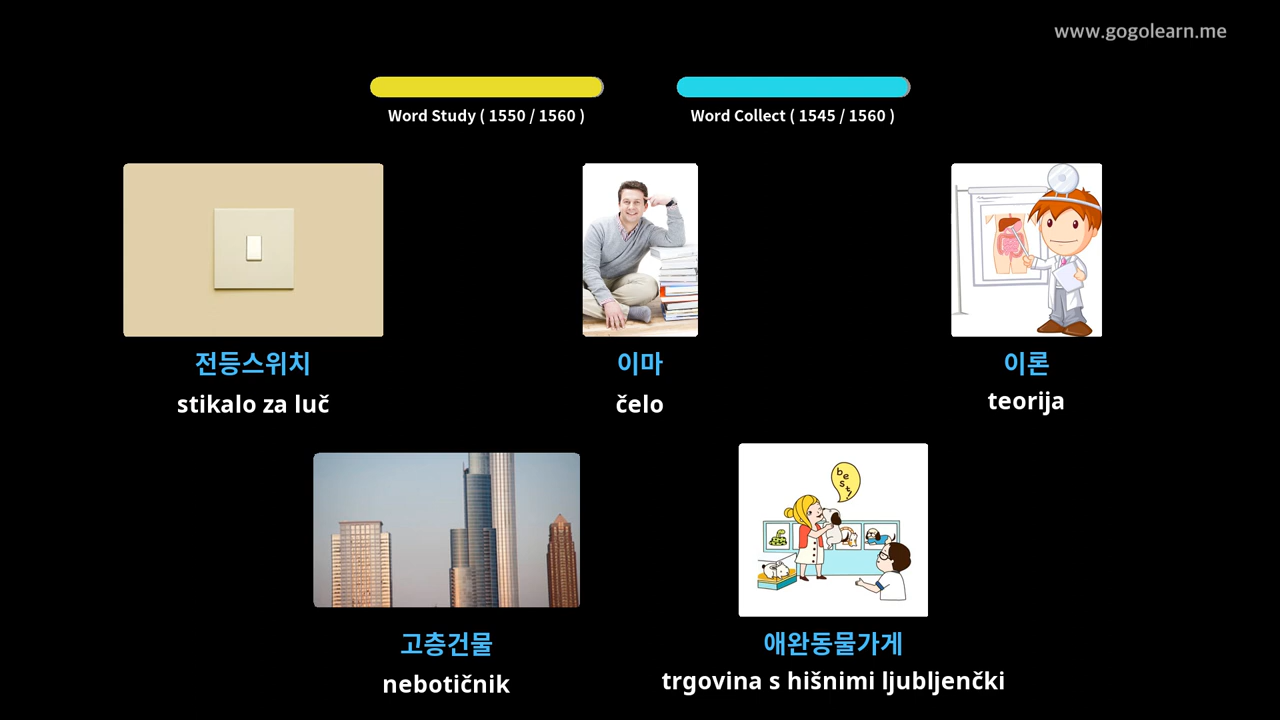 www.gogolearn.me
Word Study ( 1550 / 1560 )
Word Collect ( 1545 / 1560 )
전등스위치
stikalo za luč
이마
čelo
이론
teorija
best
고층건물
nebotičnik
애완동물가게
trgovina s hišnimi ljubljenčki